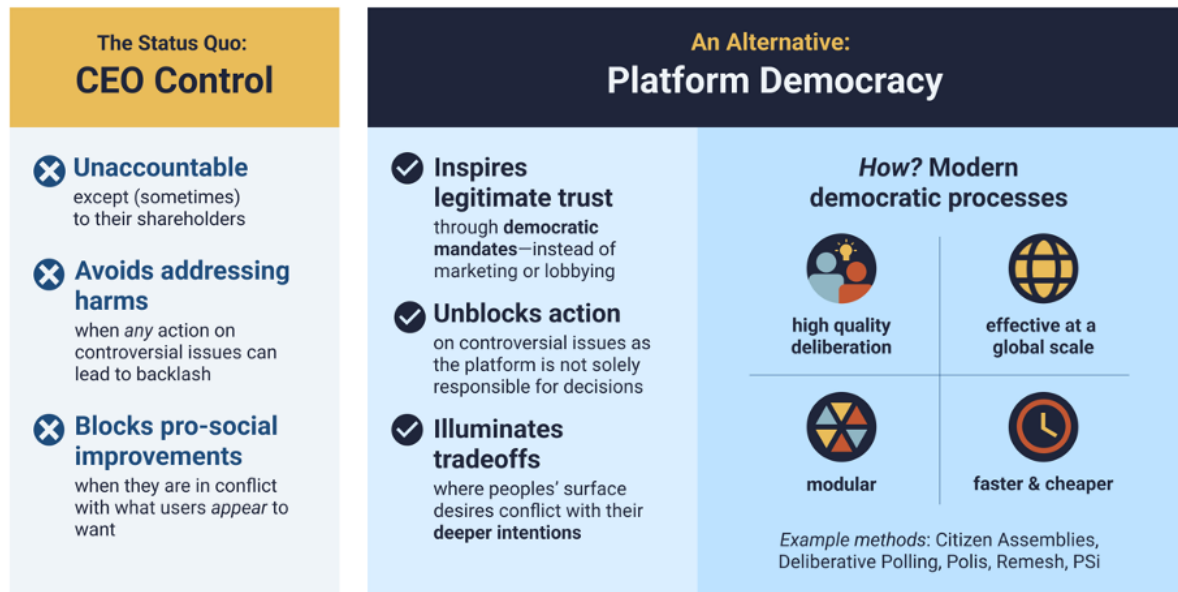 The Status Quo:
CEO Control
Unaccountable
except (sometimes)
to their shareholders
Avoids addressing
harms
when any action on
controversial issues can
lead to backlash
Blocks pro-social
improvements
when they are in conflict
with what users appear to
want
An Alternative:
Platform Democracy
Inspires
legitimate trust
through democratic
mandates—instead of
marketing or lobbying
Unblocks action
on controversial issues as
the platform is not solely
responsible for decisions
Illuminates
tradeoffs
where peoples' surface
desires conflict with their
deeper intentions
How? Modern
democratic processes
high quality
deliberation
effective at a
global scale
modular
faster & cheaper
Example methods: Citizen Assemblies,
Deliberative Polling, Polis, Remesh, PSi